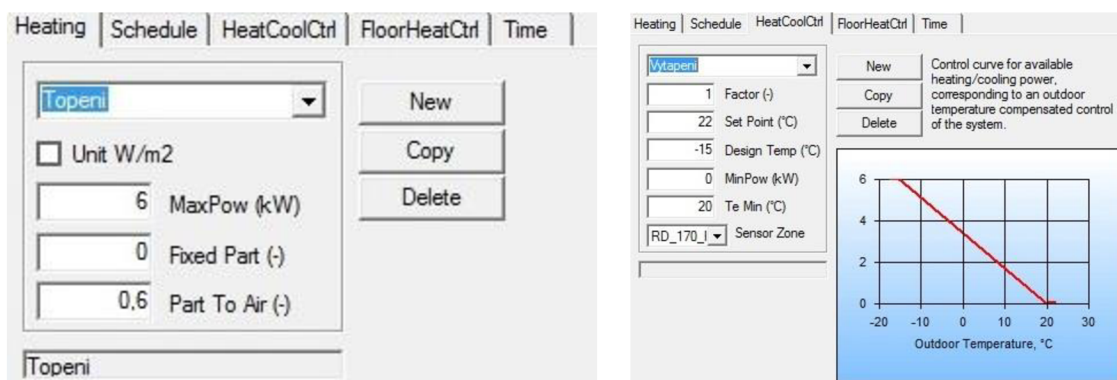 Heating Schedule HeatCoolCtrl FloorHeatCtrl Time
Topeni
New
Unit W/m2
Copy
6 MaxPow (kW)
Delete
0 Fixed Part (-)
0,6 Part To Air (-)
Topeni
Heating Schedule HeatCoolCtrl FloorHeatCtrl Time
Vytapeni
1 Factor (-)
22 Set Point (°C)
-15 Design Temp (°C)
0 MinPow (kW)
20 Te Min (°C)
RD_170_ Sensor Zone
New
Copy
Delete
Control curve for available
heating/cooling power,
corresponding to an outdoor
temperature compensated control
of the system.
6
4
2
0
-20 -10 0 10 20 30
Outdoor Temperature, °C